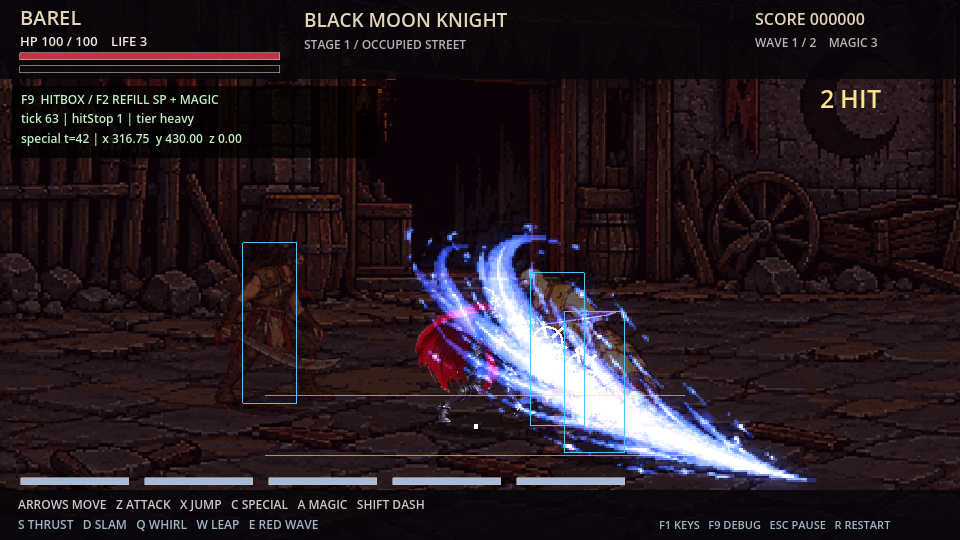 BAREL
HP 100 / 100 LIFE 3
BLACK MOON KNIGHT
STAGE 1 / OCCUPIED STREET
SCORE 000000
WAVE 1 / 2 MAGIC 3
F9 HITBOX / F2 REFILL SP + MAGIC
tick 63 | hitStop 1 | tier heavy
special t=42 | x 316.75 y 430.00 z 0.00
2 HIT
ARROWS MOVE Z ATTACK X JUMP C SPECIAL A MAGIC SHIFT DASH
S THRUST D SLAM Q WHIRL W LEAP E RED WAVE
F1 KEYS F9 DEBUG ESC PAUSE R RESTART